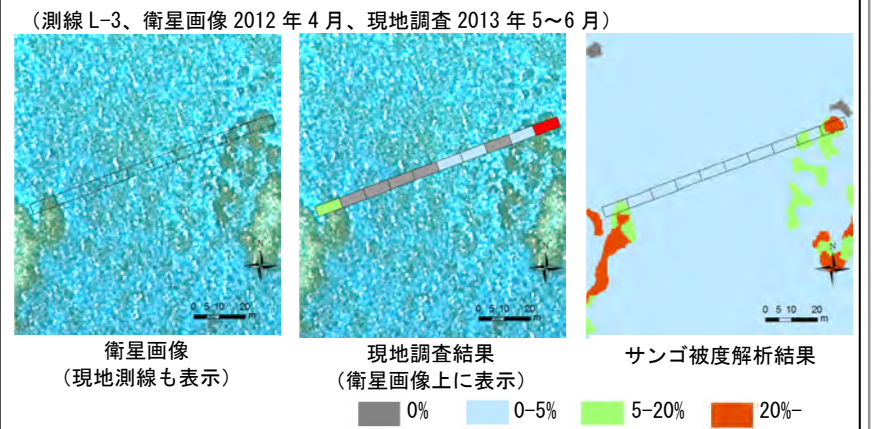 （測線 L-3、衛星画像 2012 年 4 月、現地調査 2013 年 5～6 月）
N
0 5 10 20
m
N
0 5 10 20
m
N
0 5 10 20
m
衛星画像
（現地測線も表示）
現地調査結果
（衛星画像上に表示）
サンゴ被度解析結果
0%
0-5%
5-20%
20%-